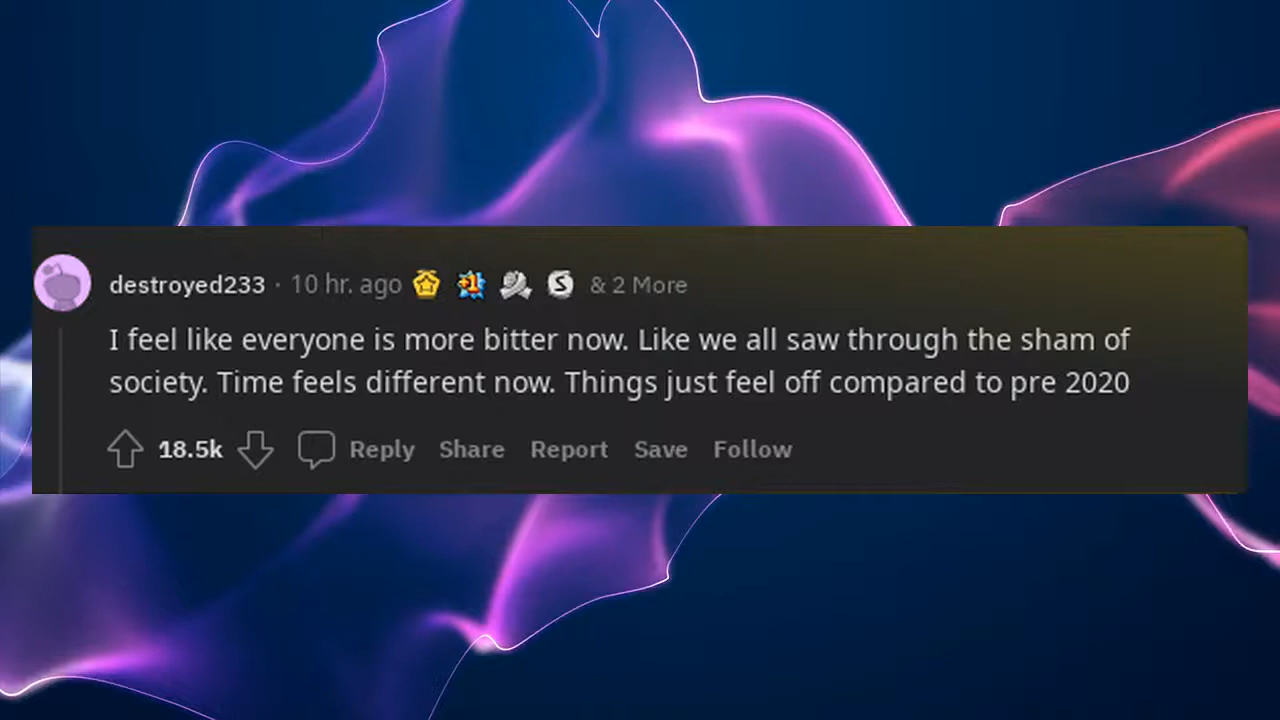 destroyed233 · 10 hr. ago +1 S & 2 More
I feel like everyone is more bitter now. Like we all saw through the sham of
society. Time feels different now. Things just feel off compared to pre 2020
18.5k Reply Share Report Save Follow